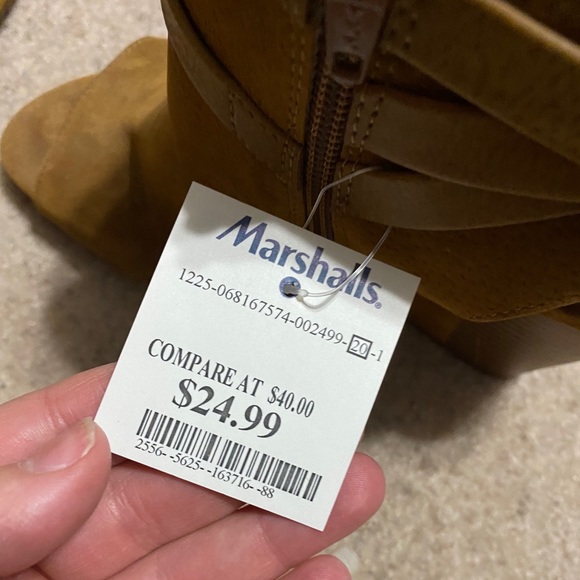 Marshalls®
1225-068167574-002499-20-1
COMPARE AT $40.00
$24.99
2556--5625--163716--88